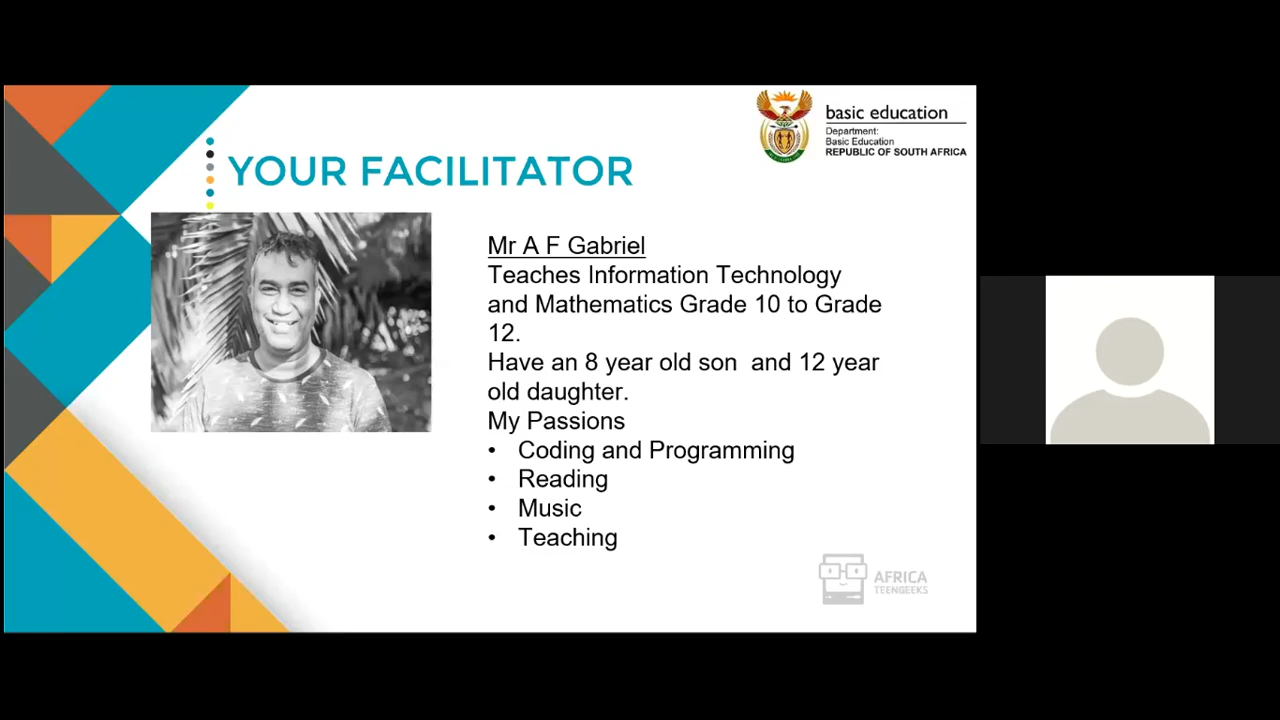 basic education
Department:
Basic Education
REPUBLIC OF SOUTH AFRICA
YOUR FACILITATOR
Mr A F Gabriel
Teaches Information Technology
and Mathematics Grade 10 to Grade
12.
Have an 8 year old son  and 12 year
old daughter.
My Passions
• Coding and Programming
• Reading
• Music
• Teaching
AFRICA
TEENGEEKS